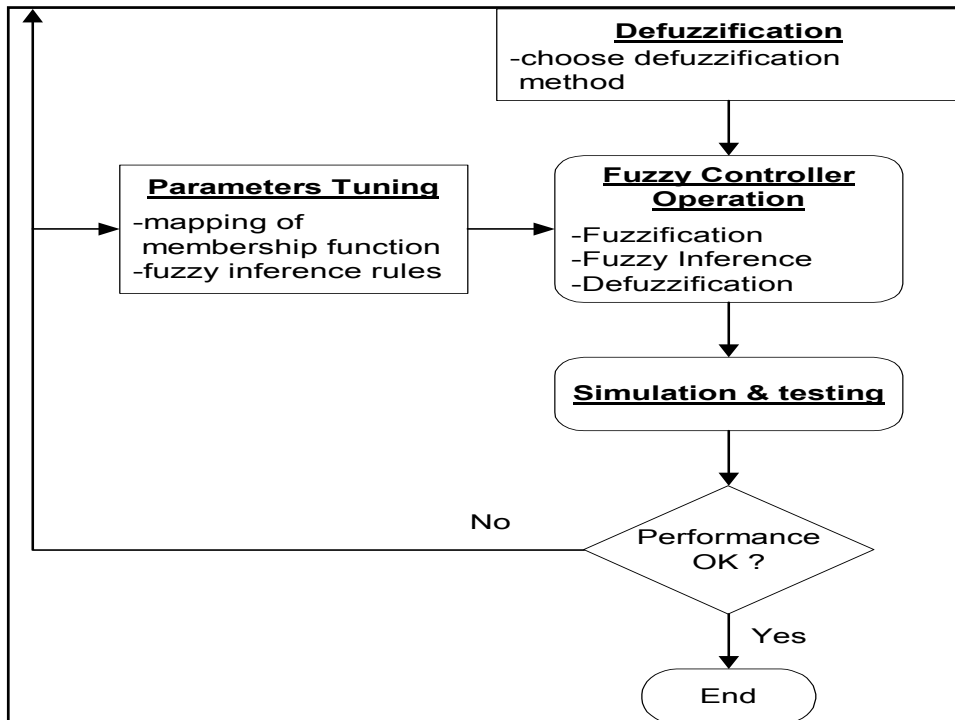 Defuzzification
-choose defuzzification
method
Parameters Tuning
-mapping of
membership function
-fuzzy inference rules
Fuzzy Controller
Operation
-Fuzzification
-Fuzzy Inference
-Defuzzification
Simulation & testing
Performance
OK ?
No
Yes
End